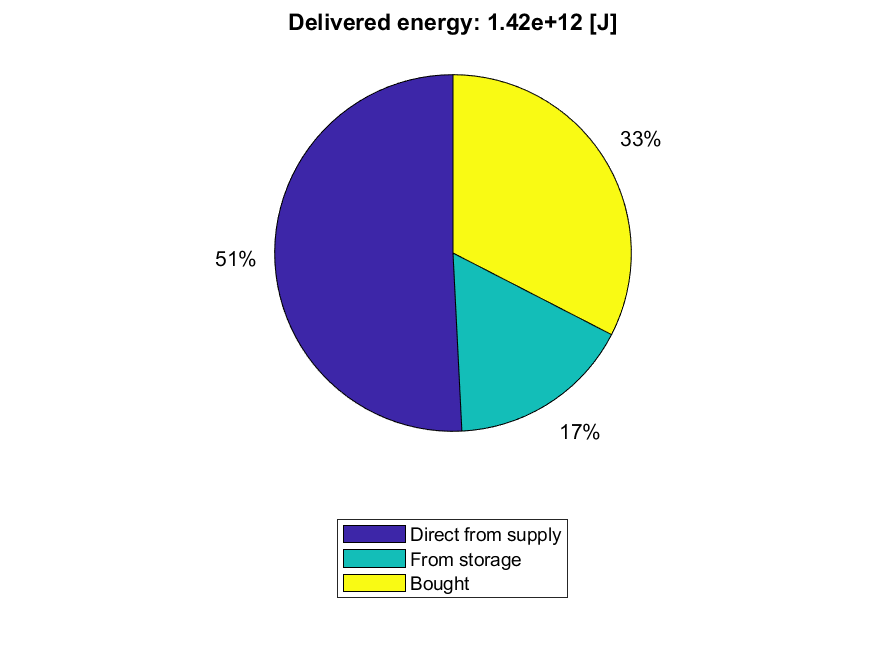 Delivered energy: 1.42e+12 [J]
33%
51%
17%
Direct from supply
From storage
Bought